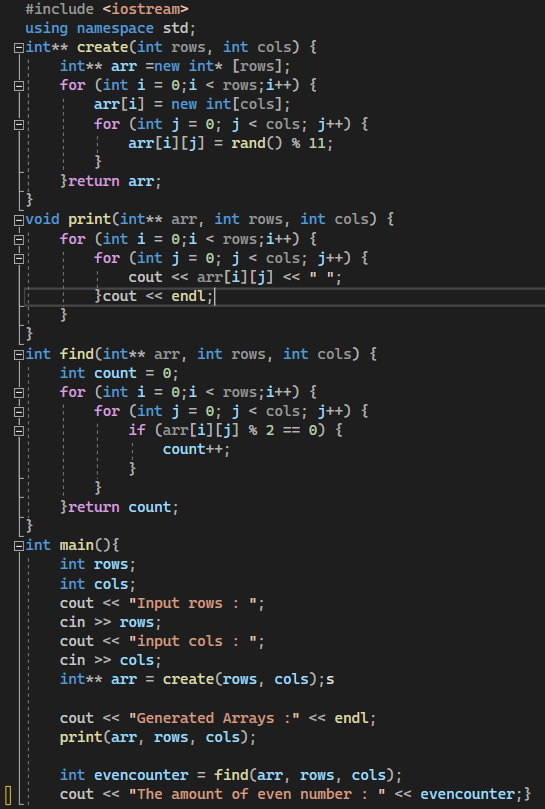 #include <iostream>
using namespace std;
int** create(int rows, int cols) {
    int** arr =new int* [rows];
    for (int i = 0;i < rows;i++) {
        arr[i] = new int[cols];
        for (int j = 0; j < cols; j++) {
            arr[i][j] = rand() % 11;
        }
    }return arr;
}
void print(int** arr, int rows, int cols) {
    for (int i = 0;i < rows;i++) {
        for (int j = 0; j < cols; j++) {
            cout << arr[i][j] << " ";
        }cout << endl;
    }
}
int find(int** arr, int rows, int cols) {
    int count = 0;
    for (int i = 0;i < rows;i++) {
        for (int j = 0; j < cols; j++) {
            if (arr[i][j] % 2 == 0) {
                count++;
            }
        }
    }return count;
}
int main(){
    int rows;
    int cols;
    cout << "Input rows : ";
    cin >> rows;
    cout << "input cols : ";
    cin >> cols;
    int** arr = create(rows, cols);s

    cout << "Generated Arrays :" << endl;
    print(arr, rows, cols);

    int evencounter = find(arr, rows, cols);
    cout << "The amount of even number : " << evencounter;}